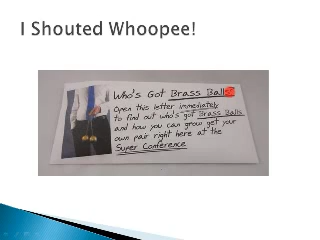 I Shouted Whoopee!
Who's Got Brass Balls
Open this letter immediately
to find out who's got Brass Balls
and how you can grow get your
own pair right here at the
Super Conference